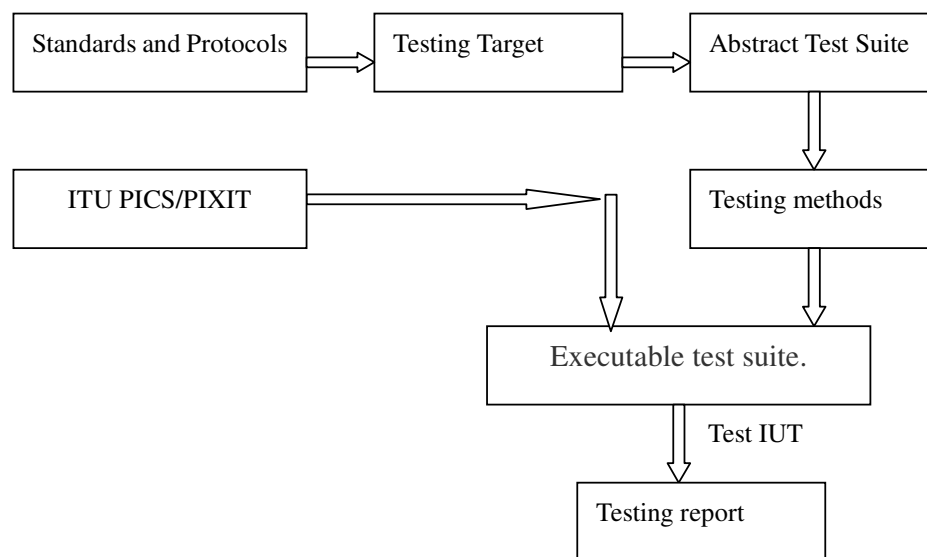 Standards and Protocols
Testing Target
Abstract Test Suite
ITU PICS/PIXIT
Testing methods
Executable test suite.
Test IUT
Testing report